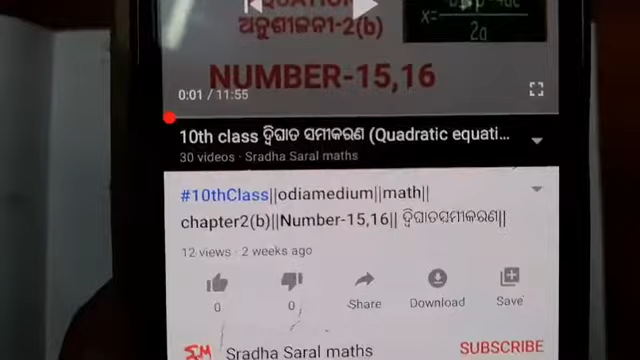 ଅନୁଶୀଳନୀ-2(b)
x=
2a
NUMBER-15,16
0:01 / 11:55
10th class ଦ୍ୱିଘାତ ସମୀକରଣ (Quadratic equati...
30 videos · Sradha Saral maths
#10thClass||odiamedium||math||
chapter2(b)||Number-15,16|| ଦ୍ୱିଘାତସମୀକରଣ||
12 views · 2 weeks ago
0
0
Share
Download
Save
Sradha Saral maths
SUBSCRIBE